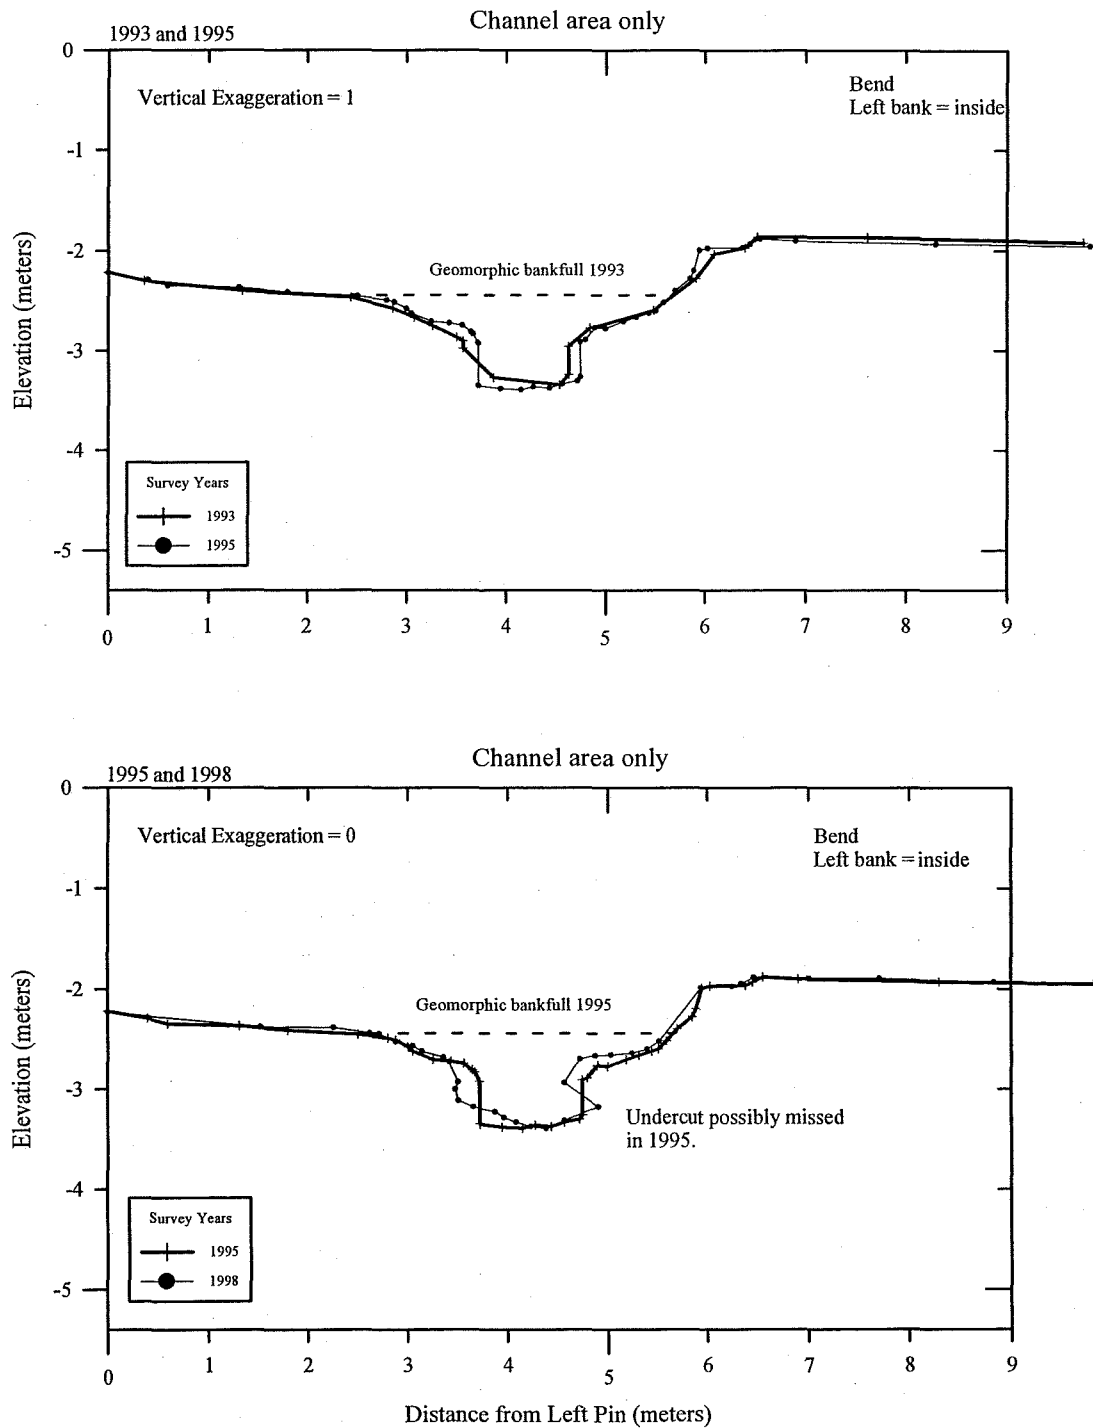 Channel area only
1993 and 1995
0
Vertical Exaggeration = 1
Bend
Left bank = inside
-1
-2
Geomorphic bankfull 1993
-3
-4
-5
Elevation (meters)
Survey Years
1993
1995
0 1 2 3 4 5 6 7 8 9
Channel area only
1995 and 1998
0
Vertical Exaggeration = 0
Bend
Left bank = inside
-1
-2
Geomorphic bankfull 1995
-3
Undercut possibly missed
in 1995.
-4
-5
Elevation (meters)
Survey Years
1995
1998
0 1 2 3 4 5 6 7 8 9
Distance from Left Pin (meters)